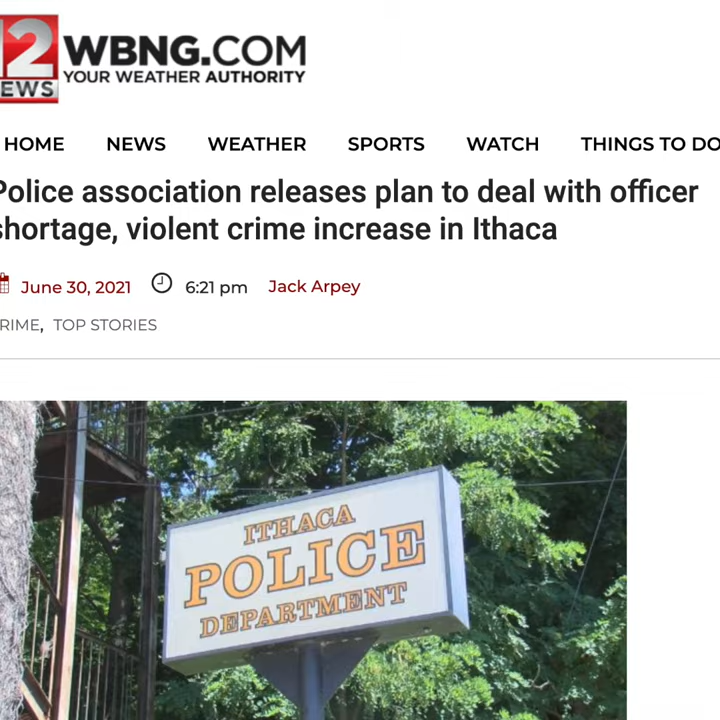 12 WBNG.COM
NEWS YOUR WEATHER AUTHORITY
HOME NEWS WEATHER SPORTS WATCH THINGS TO DO
Police association releases plan to deal with officer
shortage, violent crime increase in Ithaca
June 30, 2021 6:21 pm Jack Arpey
CRIME, TOP STORIES
ITHACA
POLICE
DEPARTMENT